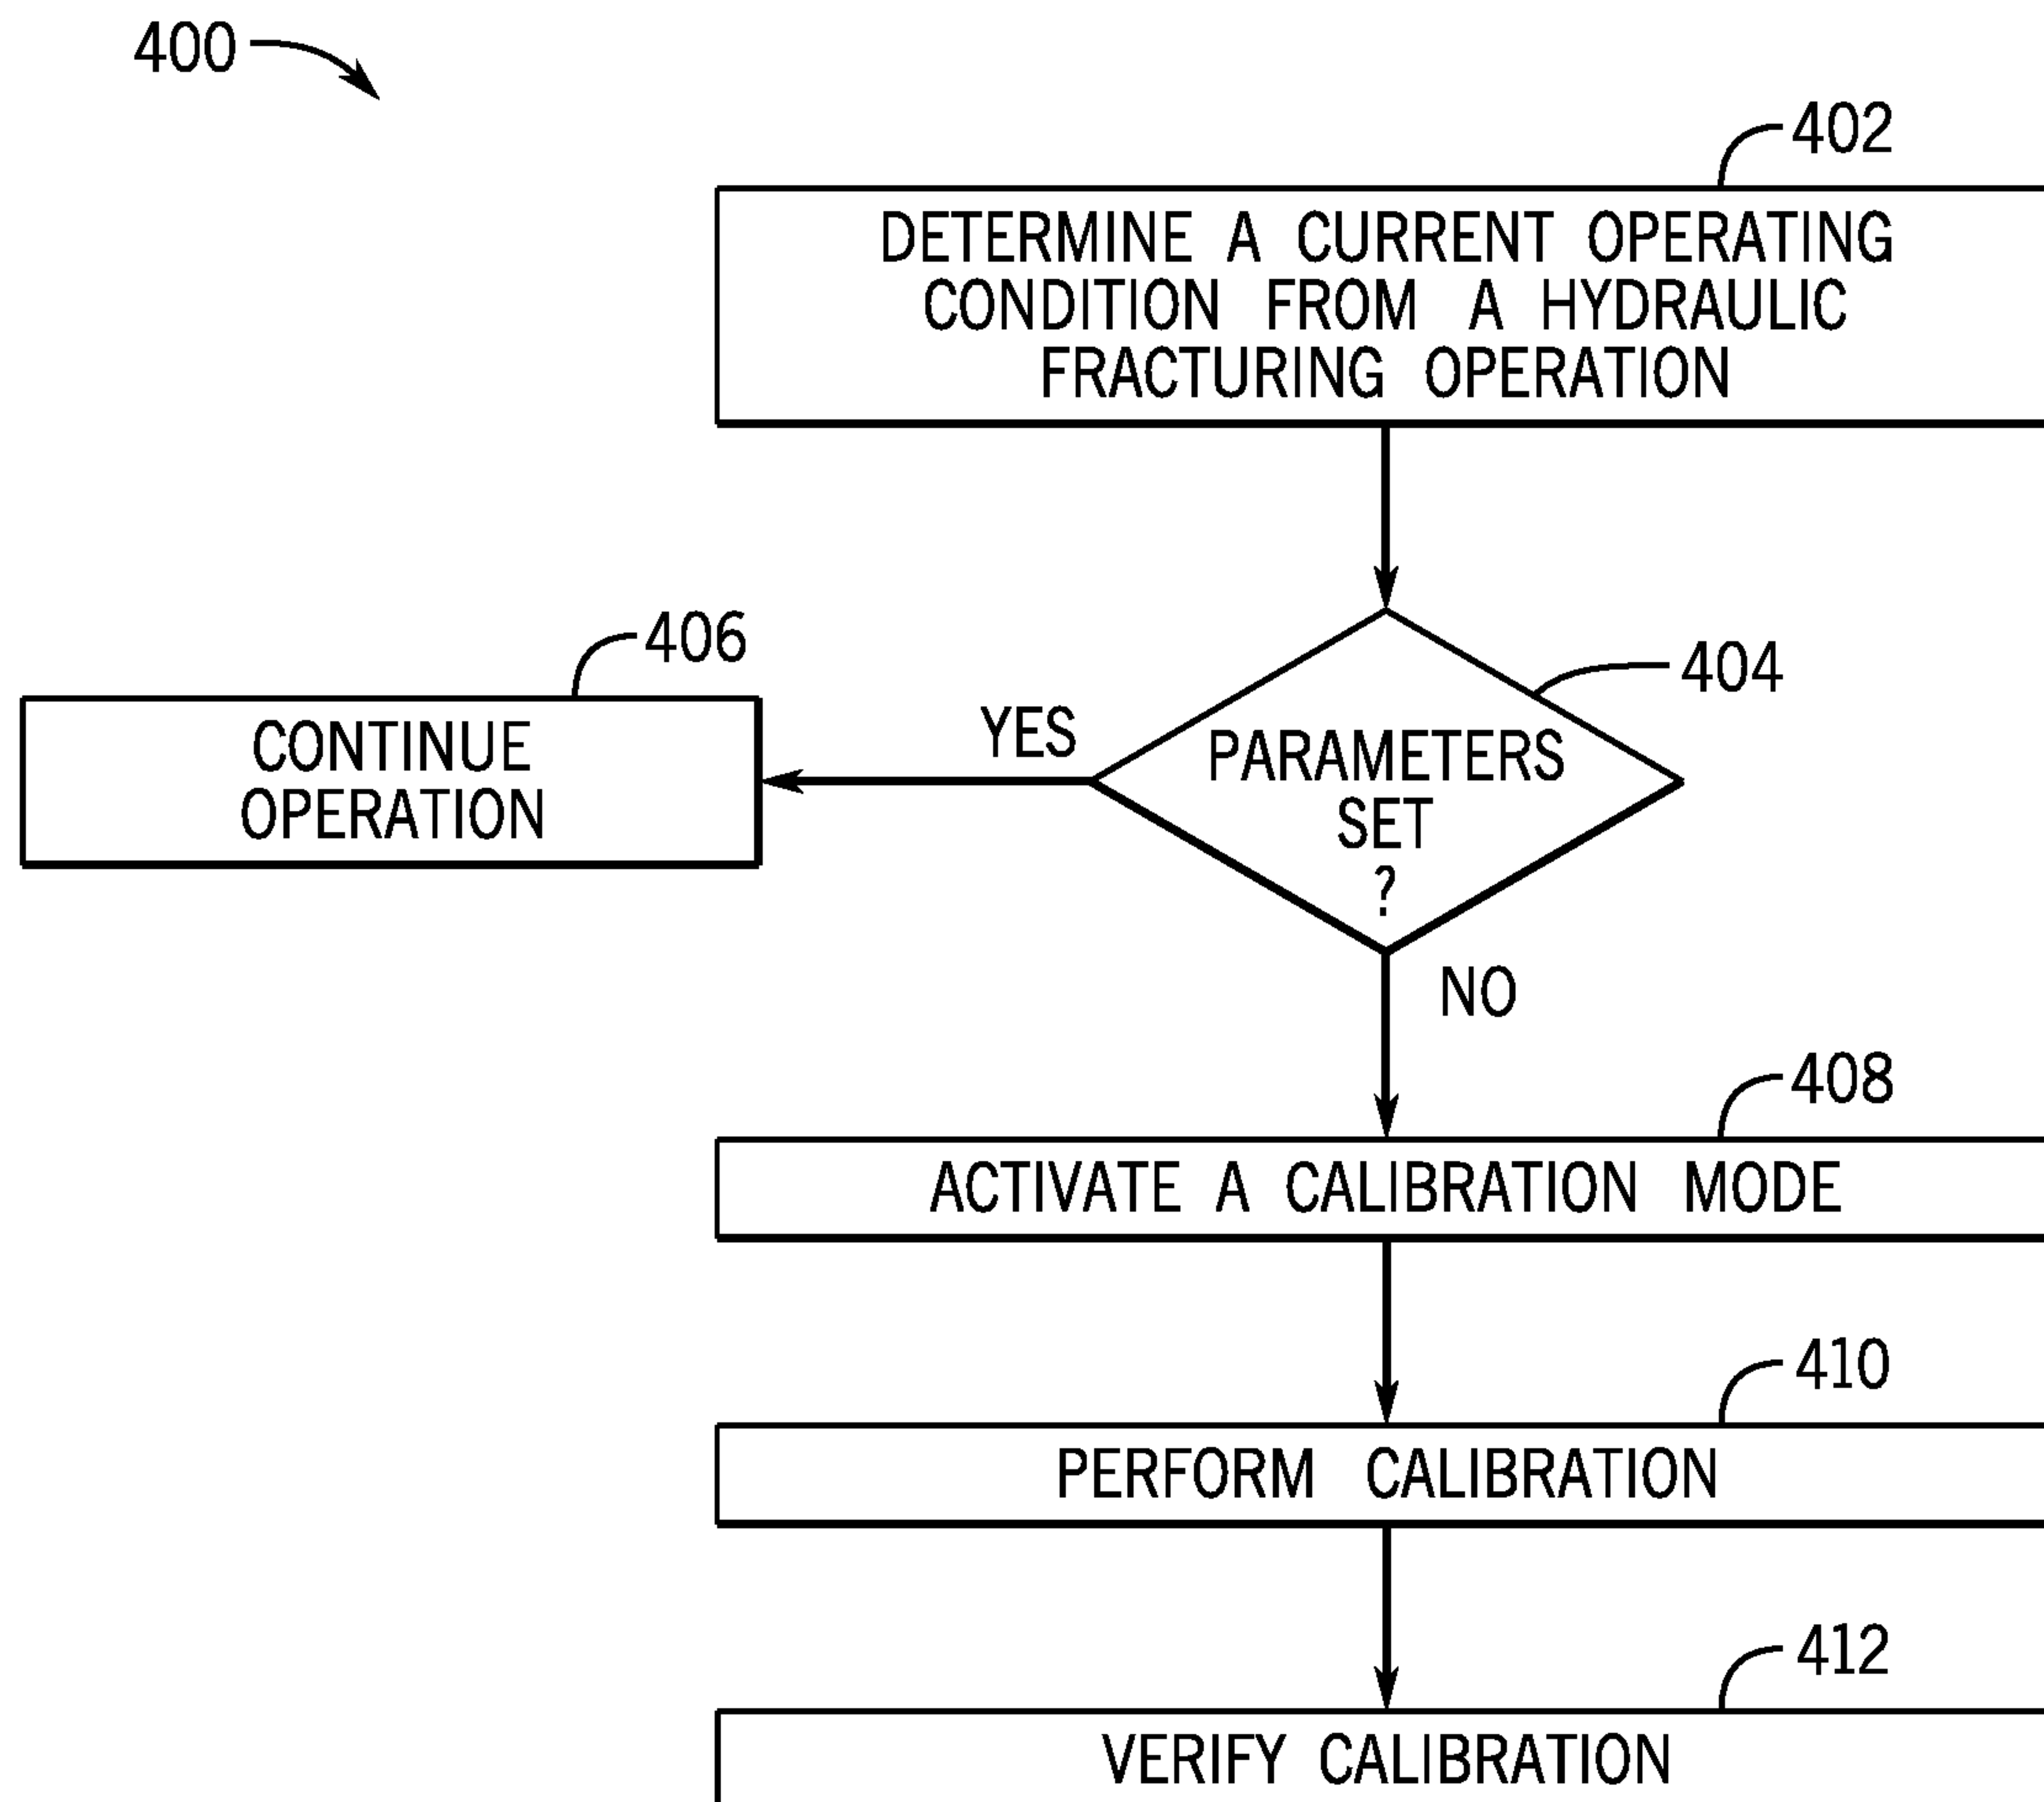 400
402
DETERMINE A CURRENT OPERATING
CONDITION FROM A HYDRAULIC
FRACTURING OPERATION
406
404
CONTINUE
OPERATION
YES
PARAMETERS
SET
?
NO
408
ACTIVATE A CALIBRATION MODE
410
PERFORM CALIBRATION
412
VERIFY CALIBRATION